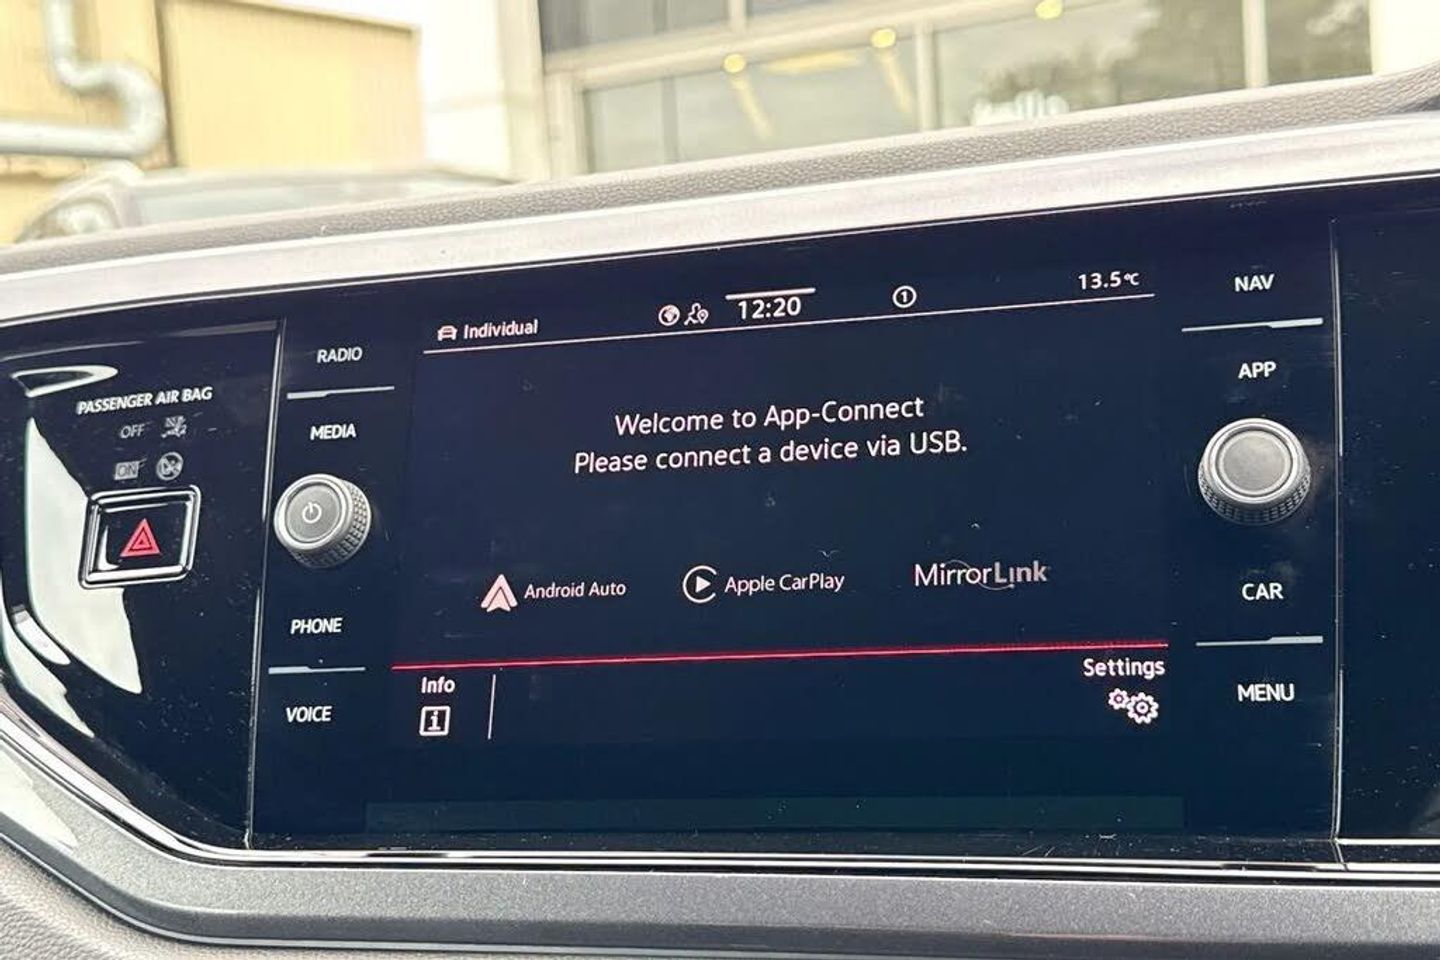 Individual
12:20
1
13.5°C
NAV
RADIO
APP
PASSENGER AIR BAG
OFF
ON
MEDIA
Welcome to App-Connect
Please connect a device via USB.
Android Auto
Apple CarPlay
MirrorLink
CAR
PHONE
Info
Settings
VOICE
MENU